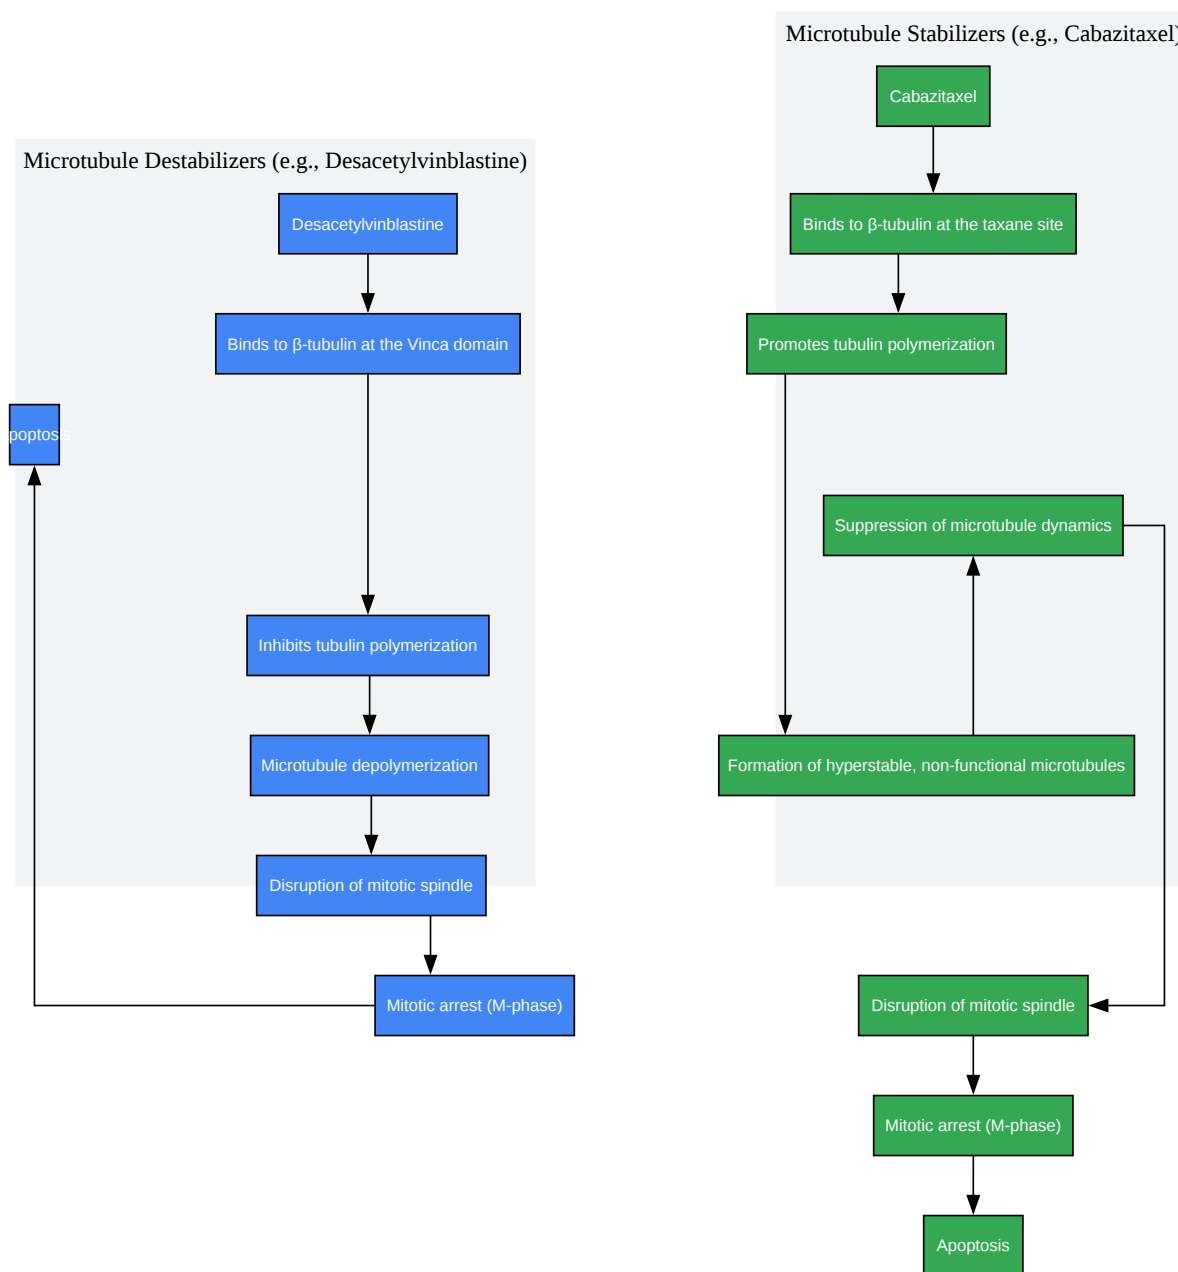 Microtubule Destabilizers (e.g., Desacetylvinblastine)
Desacetylvinblastine
Binds to β-tubulin at the Vinca domain
poptosis
Inhibits tubulin polymerization
Microtubule depolymerization
Disruption of mitotic spindle
Mitotic arrest (M-phase)
Microtubule Stabilizers (e.g., Cabazitaxel)
Cabazitaxel
Binds to β-tubulin at the taxane site
Promotes tubulin polymerization
Suppression of microtubule dynamics
Formation of hyperstable, non-functional microtubules
Disruption of mitotic spindle
Mitotic arrest (M-phase)
Apoptosis